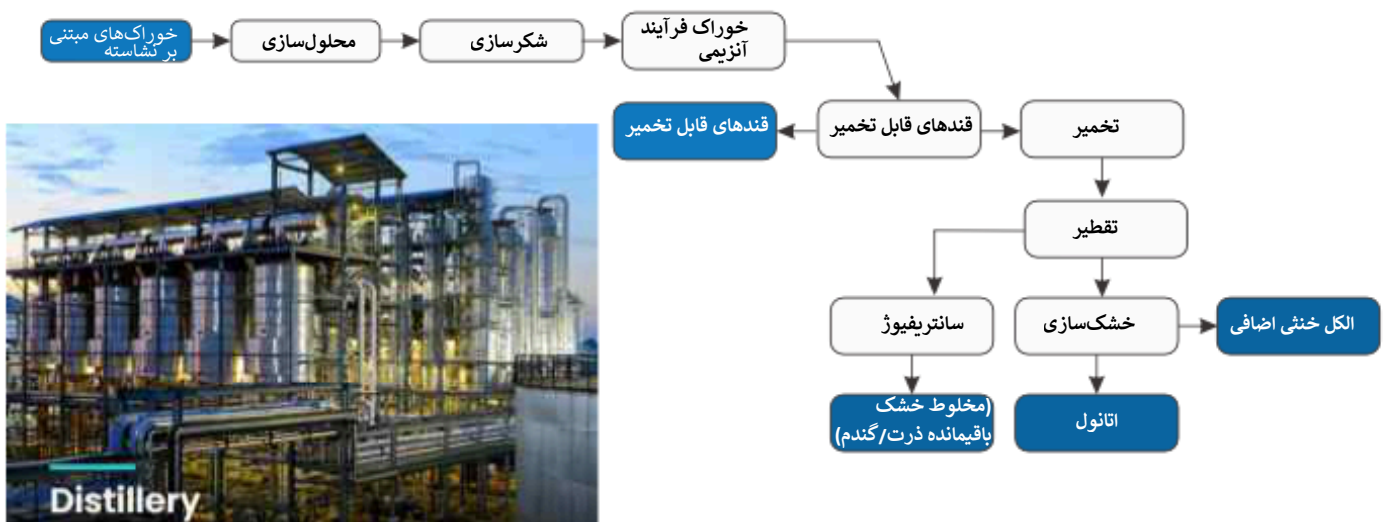 خوراک‌های مبتنی
بر نشاسته
محلول‌سازی
شکرسازی
خوراک فرآیند
آنزیمی
قندهای قابل تخمیر
قندهای قابل تخمیر
تخمیر
تقطیر
سانتریفیوژ
خشک‌سازی
الکل خنثی اضافی
(مخلوط خشک
باقیمانده ذرت/گندم)
اتانول
Distillery